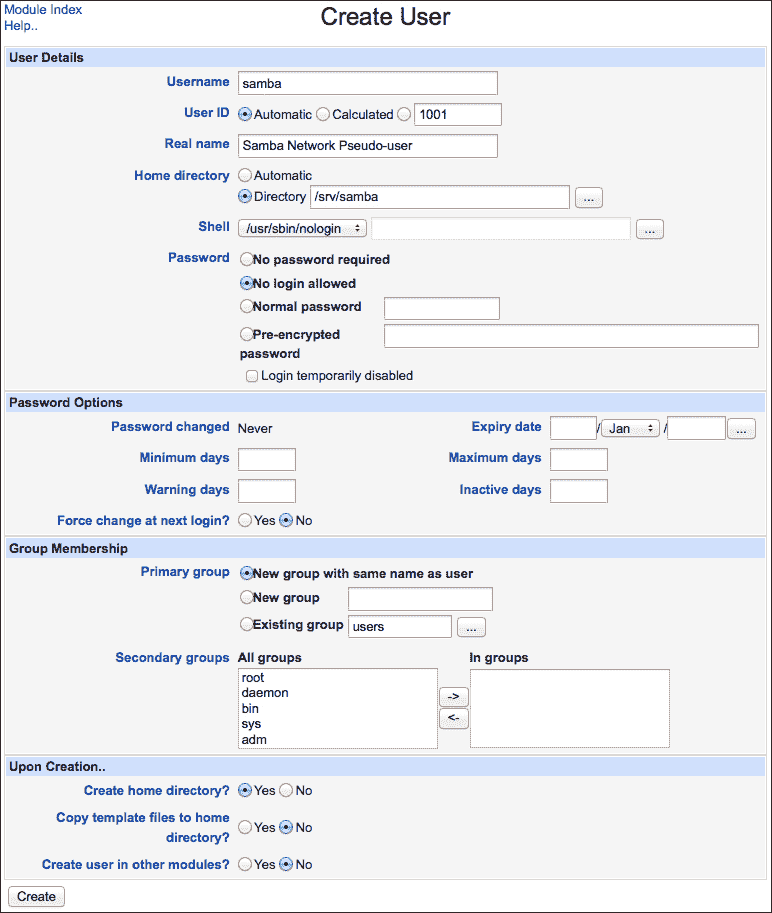 Module Index
Help..
Create User
User Details
Username samba
User ID Automatic Calculated 1001
Real name Samba Network Pseudo-user
Home directory Automatic
Directory /srv/samba ...
Shell /usr/sbin/nologin ...
Password No password required
No login allowed
Normal password
Pre-encrypted
password
Login temporarily disabled
Password Options
Password changed Never Expiry date / Jan / ...
Minimum days Maximum days
Warning days Inactive days
Force change at next login? Yes No
Group Membership
Primary group New group with same name as user
New group
Existing group users ...
Secondary groups All groups In groups
root
daemon
->
bin
sys
<-
adm
Upon Creation..
Create home directory? Yes No
Copy template files to home
directory? Yes No
Create user in other modules? Yes No
Create